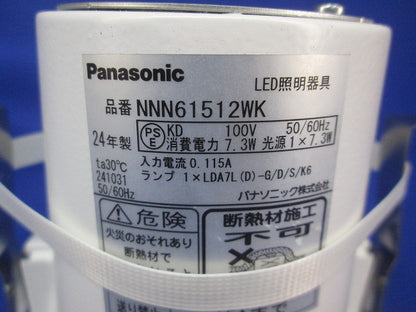 Panasonic
LED照明器具
品番 NNN61512WK
24年製
PS E
KD 100V 50/60Hz
消費電力 7.3W 光源 1×7.3W
ta30℃
入力電流 0.115A
241031
ランプ 1×LDA7L(D)-G/D/S/K6
50/60Hz
パナソニック株式会社
危険
火災のおそれあり
断熱材で
断熱材施工
不可